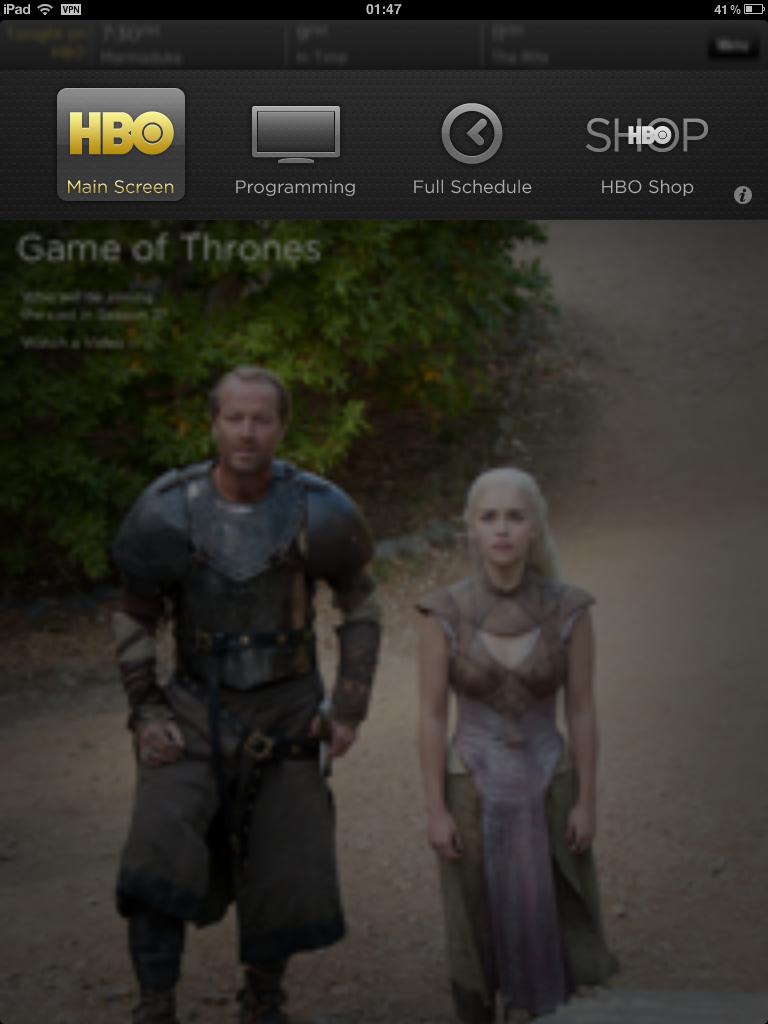 iPad VPN 01:47 41%
Tonight on 7:30PM 9PM 11PM Menu
HBO Marmaduke In Time The Rite
HBO SHOP HBO
Main Screen Programming Full Schedule HBO Shop i
Game of Thrones
Who will be joining
the cast in Season 3?
Watch a Video